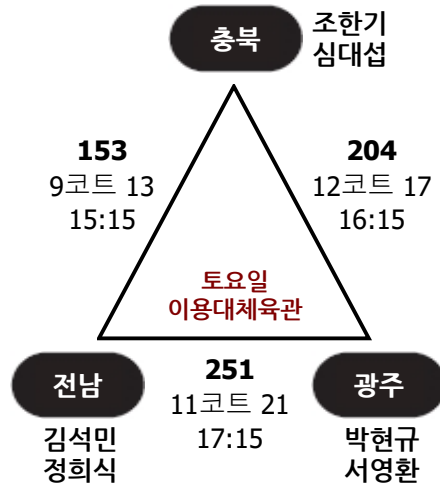 충북
조한기
심대섭
153
9코트 13
15:15
204
12코트 17
16:15
토요일
이용대체육관
전남
251
11코트 21
17:15
광주
김석민
정희식
박현규
서영환